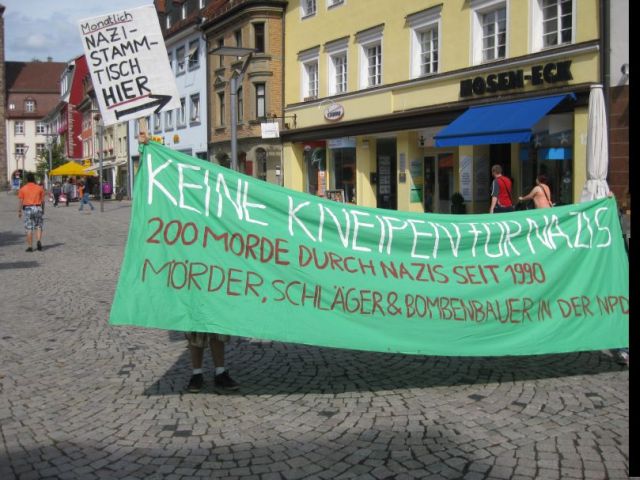 Monatlich
NAZI-
STAMM-
TISCH
HIER
HOSEN-ECK
KEINE KNEIPEN FÜR NAZIS
200 MORDE DURCH NAZIS SEIT 1990
MÖRDER, SCHLÄGER & BOMBENBAUER IN DER NPD